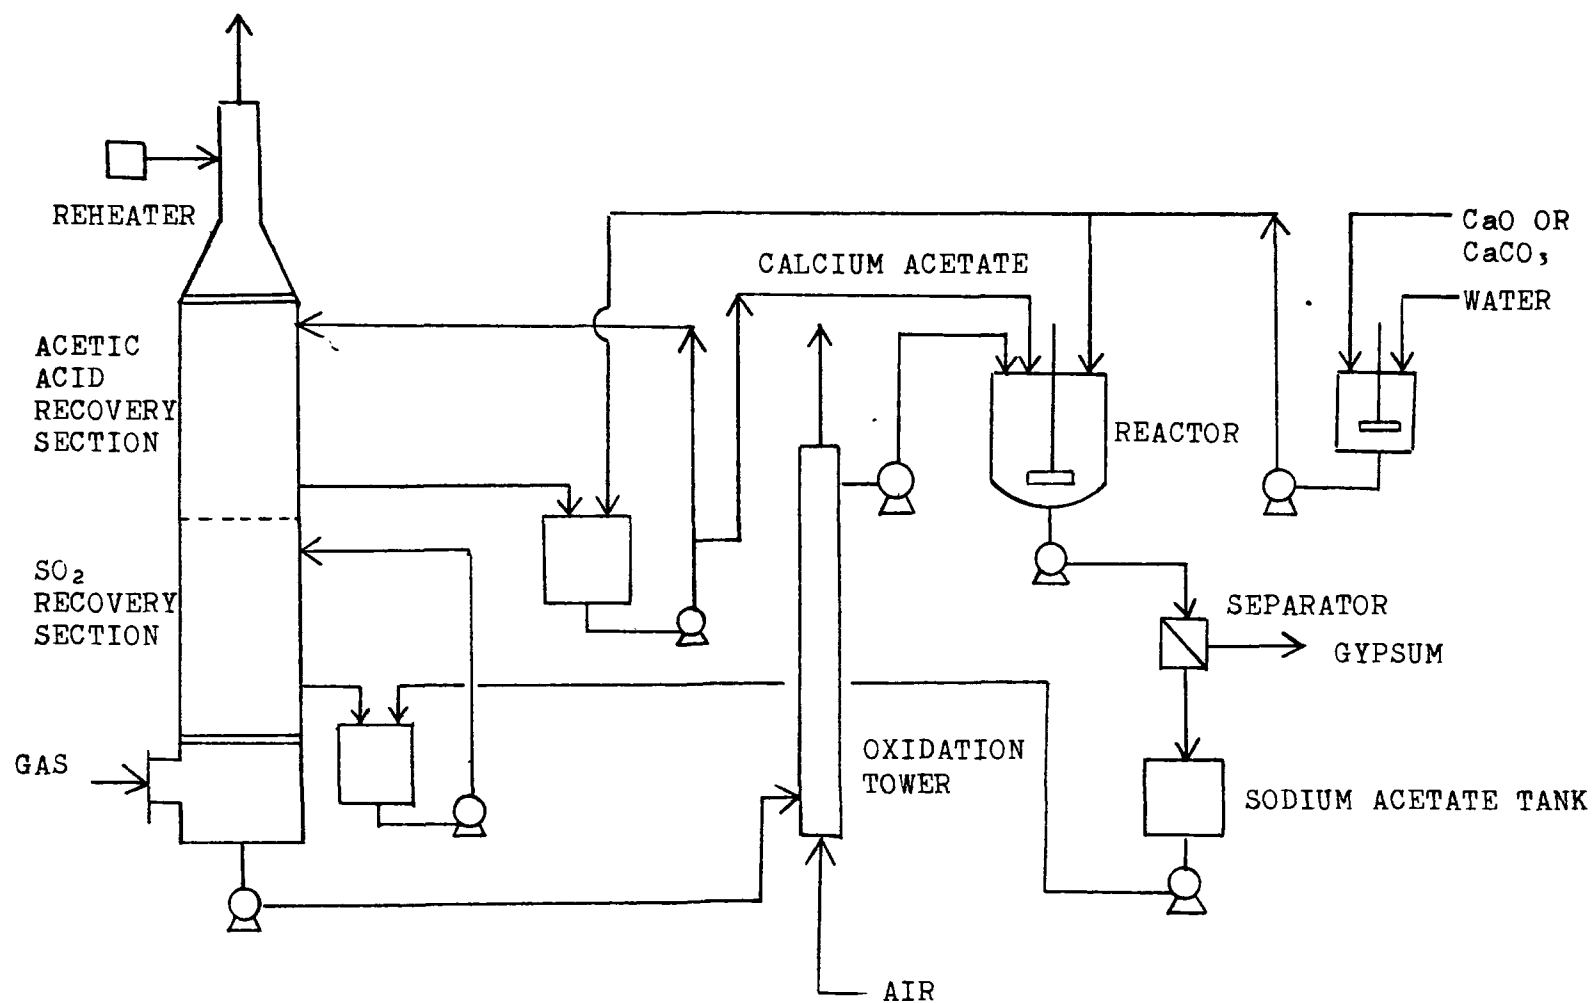 REHEATER
CaO OR
CaCO₃
WATER
CALCIUM ACETATE
ACETIC
ACID
RECOVERY
SECTION
REACTOR
SO₂
RECOVERY
SECTION
SEPARATOR
GYPSUM
GAS
OXIDATION
TOWER
SODIUM ACETATE TANK
AIR